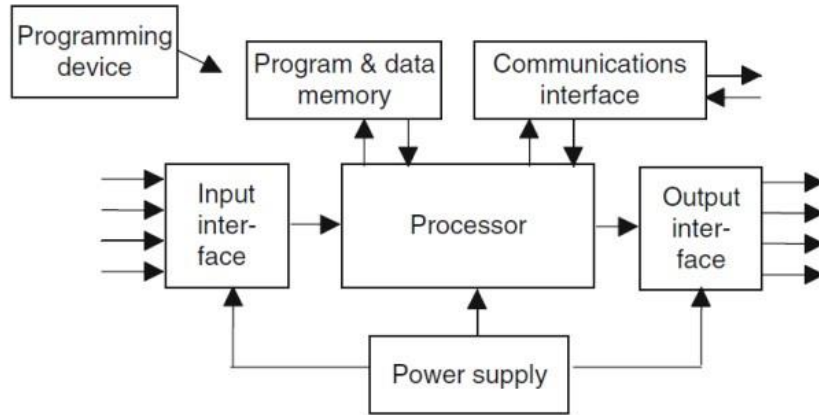 Programming
device
Program & data
memory
Communications
interface
Input
inter-
face
Processor
Output
inter-
face
Power supply